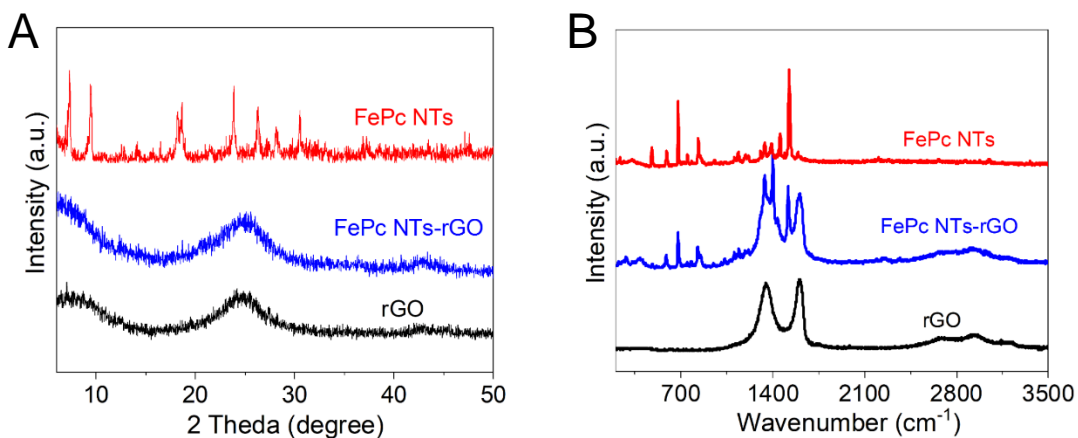 A
Intensity (a.u.)
FePc NTs
FePc NTs-rGO
rGO
10 20 30 40 50
2 Theda (degree)
B
Intensity (a.u.)
FePc NTs
FePc NTs-rGO
rGO
700 1400 2100 2800 3500
Wavenumber (cm⁻¹)